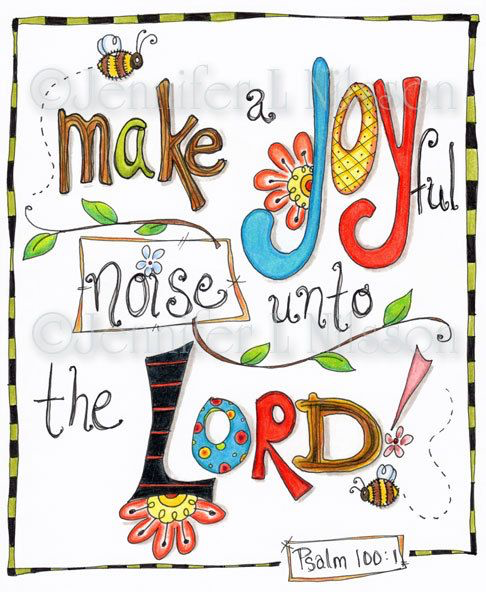 ©Jennifer L Nilsson
make a JOYful
noise unto
©Jennifer L Nilsson
the LORD!
Psalm 100:1